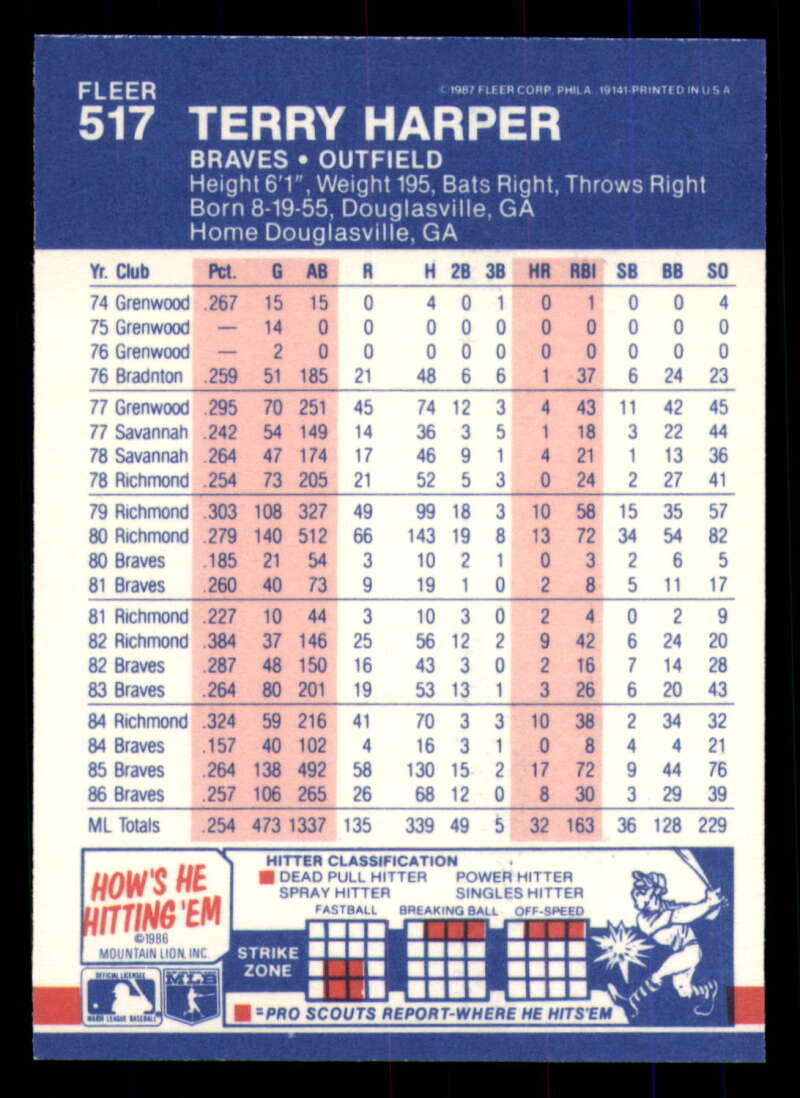 FLEER
©1987 FLEER CORP. PHILA. 19141-PRINTED IN U.S.A
517 TERRY HARPER
BRAVES • OUTFIELD
Height 6'1", Weight 195, Bats Right, Throws Right
Born 8-19-55, Douglasville, GA
Home Douglasville, GA
Yr. Club Pct. G AB R H 2B 3B HR RBI SB BB SO
74 Grenwood .267 15 15 0 4 0 1 0 1 0 0 4
75 Grenwood — 14 0 0 0 0 0 0 0 0 0 0
76 Grenwood — 2 0 0 0 0 0 0 0 0 0 0
76 Bradnton .259 51 185 21 48 6 6 1 37 6 24 23
77 Grenwood .295 70 251 45 74 12 3 4 43 11 42 45
77 Savannah .242 54 149 14 36 3 5 1 18 3 22 44
78 Savannah .264 47 174 17 46 9 1 4 21 1 13 36
78 Richmond .254 73 205 21 52 5 3 0 24 2 27 41
79 Richmond .303 108 327 49 99 18 3 10 58 15 35 57
80 Richmond .279 140 512 66 143 19 8 13 72 34 54 82
80 Braves .185 21 54 3 10 2 1 0 3 2 6 5
81 Braves .260 40 73 9 19 1 0 2 8 5 11 17
81 Richmond .227 10 44 3 10 3 0 2 4 0 2 9
82 Richmond .384 37 146 25 56 12 2 9 42 6 24 20
82 Braves .287 48 150 16 43 3 0 2 16 7 14 28
83 Braves .264 80 201 19 53 13 1 3 26 6 20 43
84 Richmond .324 59 216 41 70 3 3 10 38 2 34 32
84 Braves .157 40 102 4 16 3 1 0 8 4 4 21
85 Braves .264 138 492 58 130 15 2 17 72 9 44 76
86 Braves .257 106 265 26 68 12 0 8 30 3 29 39
ML Totals .254 473 1337 135 339 49 5 32 163 36 128 229
HOW'S HE
HITTING 'EM
©1986
MOUNTAIN LION, INC.
HITTER CLASSIFICATION
DEAD PULL HITTER POWER HITTER
SPRAY HITTER SINGLES HITTER
FASTBALL BREAKING BALL OFF-SPEED
STRIKE
ZONE
OFFICIAL LICENSEE
MAJOR LEAGUE BASEBALL
MLB
=PRO SCOUTS REPORT-WHERE HE HITS'EM